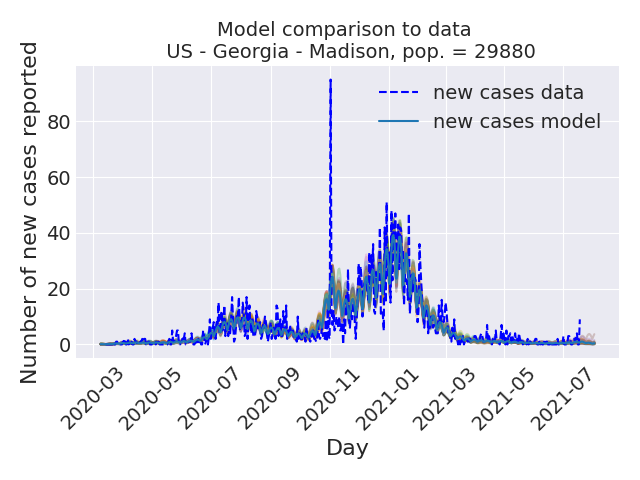 Model comparison to data
US - Georgia - Madison, pop. = 29880
Number of new cases reported
new cases data
new cases model
80
60
40
20
0
2020-03
2020-05
2020-07
2020-09
2020-11
2021-01
2021-03
2021-05
2021-07
Day